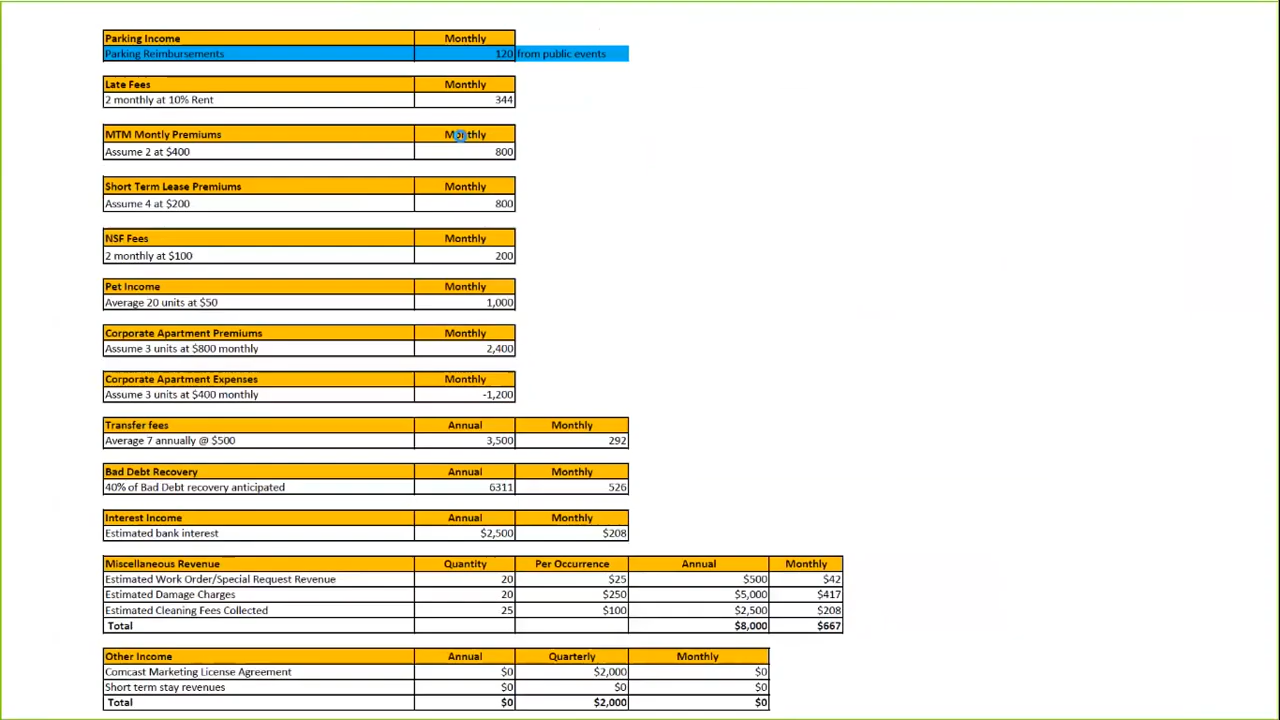 Parking Income Monthly
Parking Reimbursements 120 from public events
Late Fees Monthly
2 monthly at 10% Rent 344
MTM Montly Premiums Monthly
Assume 2 at $400 800
Short Term Lease Premiums Monthly
Assume 4 at $200 800
NSF Fees Monthly
2 monthly at $100 200
Pet Income Monthly
Average 20 units at $50 1,000
Corporate Apartment Premiums Monthly
Assume 3 units at $800 monthly 2,400
Corporate Apartment Expenses Monthly
Assume 3 units at $400 monthly -1,200
Transfer fees Annual Monthly
Average 7 annually @ $500 3,500 292
Bad Debt Recovery Annual Monthly
40% of Bad Debt recovery anticipated 6311 526
Interest Income Annual Monthly
Estimated bank interest $2,500 $208
Miscellaneous Revenue Quantity Per Occurrence Annual Monthly
Estimated Work Order/Special Request Revenue 20 $25 $500 $42
Estimated Damage Charges 20 $250 $5,000 $417
Estimated Cleaning Fees Collected 25 $100 $2,500 $208
Total $8,000 $667
Other Income Annual Quarterly Monthly
Comcast Marketing License Agreement $0 $2,000 $0
Short term stay revenues $0 $0 $0
Total $0 $2,000 $0